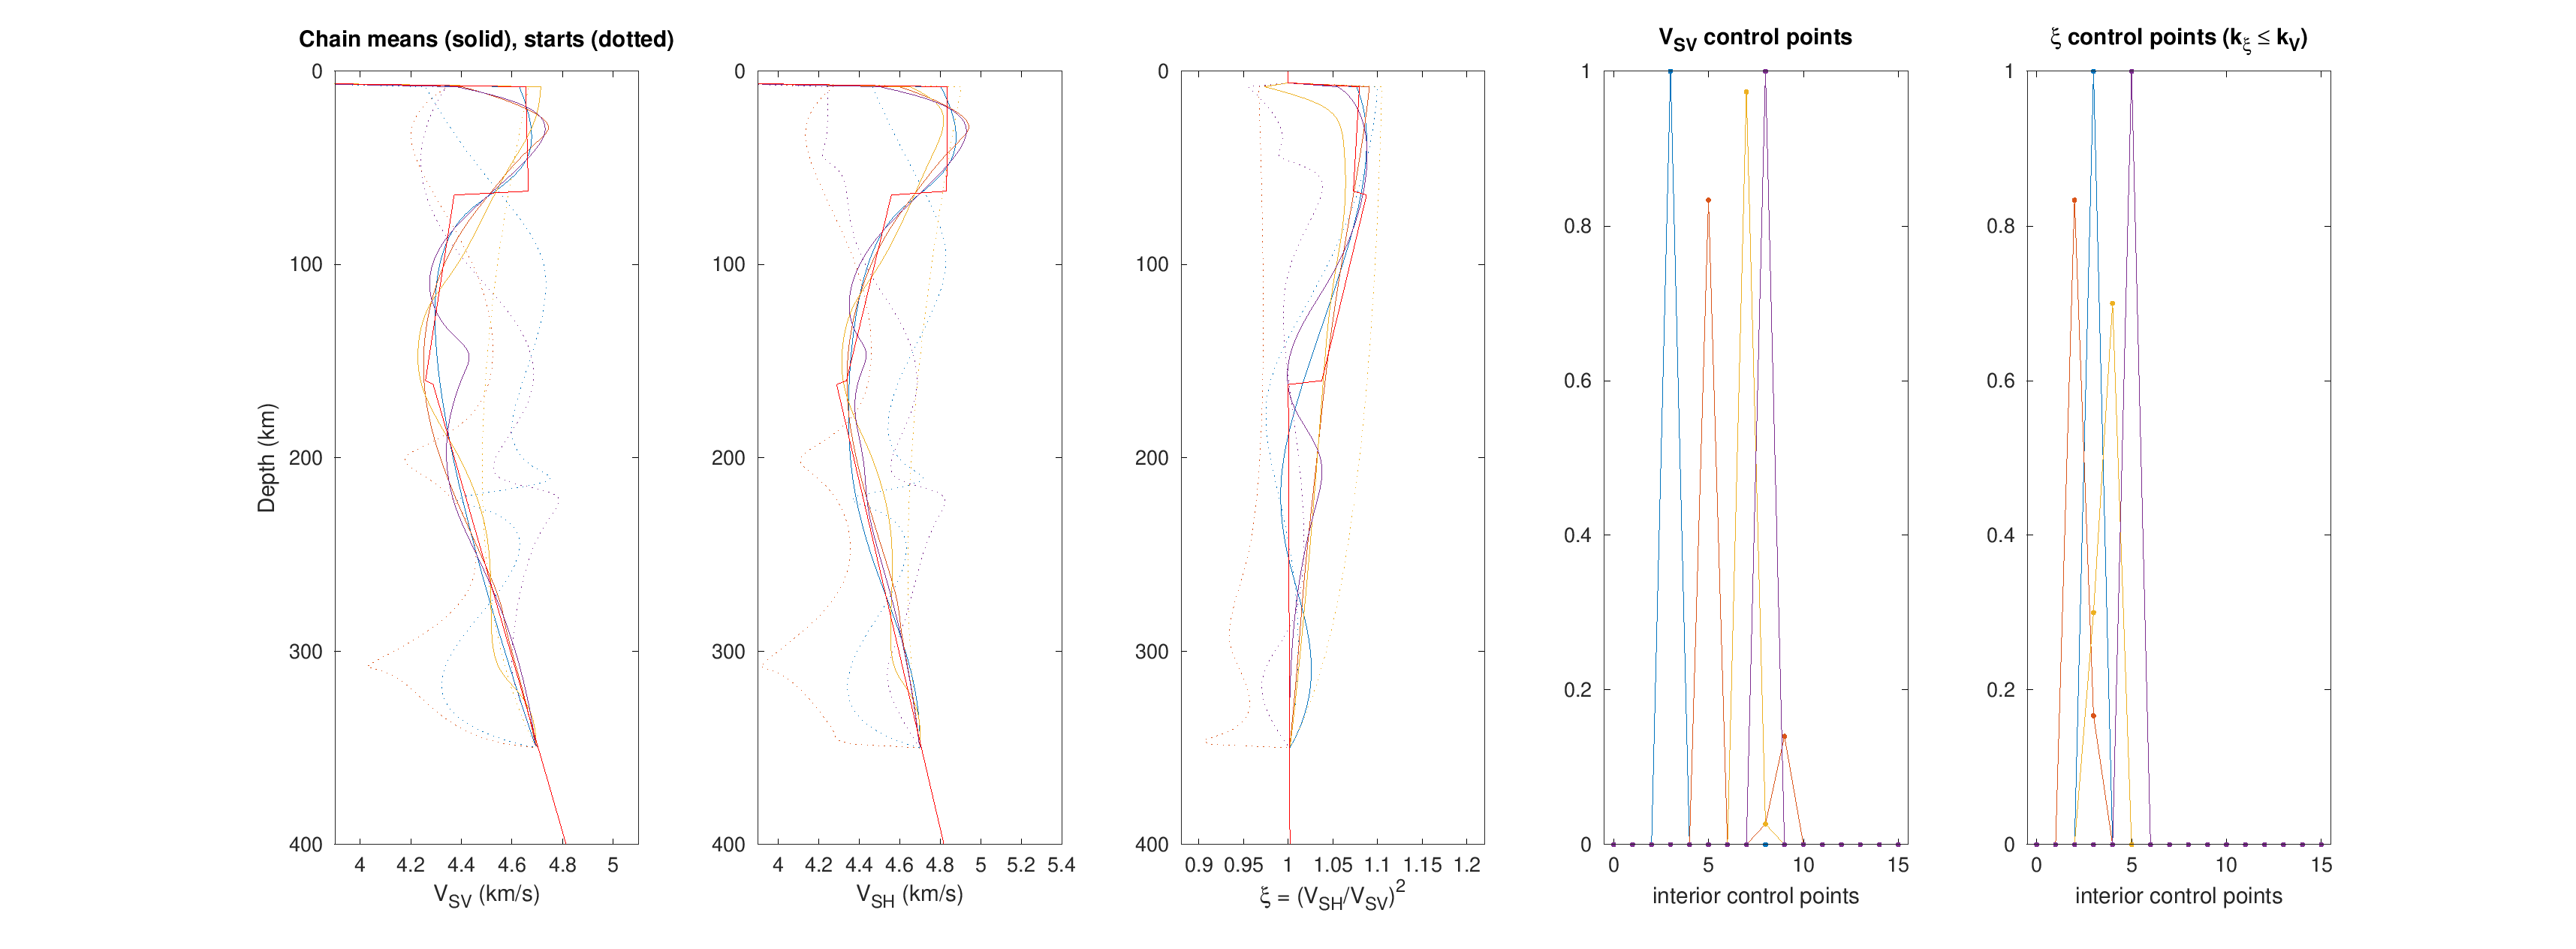 Chain means (solid), starts (dotted)
V_SV control points
ξ control points (k_ξ ≤ k_V)
0
100
200
300
400
Depth (km)
4 4.2 4.4 4.6 4.8 5
V_SV (km/s)
0
100
200
300
400
4 4.2 4.4 4.6 4.8 5 5.2 5.4
V_SH (km/s)
0
100
200
300
400
0.9 0.95 1 1.05 1.1 1.15 1.2
ξ = (V_SH/V_SV)^2
1
0.8
0.6
0.4
0.2
0
0 5 10 15
interior control points
1
0.8
0.6
0.4
0.2
0
0 5 10 15
interior control points